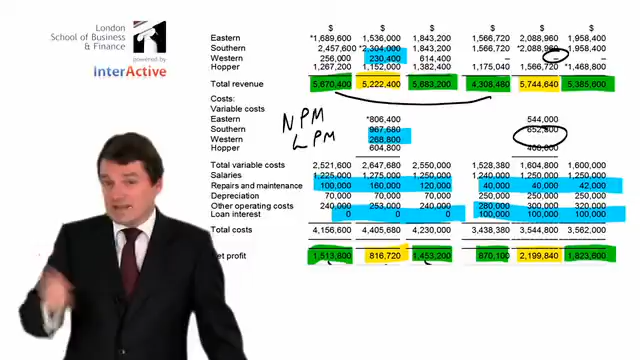 London
School of Business
& Finance
powered by
InterActive
$ $ $ $ $ $
Eastern *1,689,600 1,536,000 1,843,200 1,566,720 2,088,960 1,958,400
Southern 2,457,600 *2,304,000 1,843,200 1,566,720 *2,088,960 1,958,400
Western 256,000 230,400 614,400 – – –
Hopper 1,267,200 1,152,000 1,382,400 1,175,040 1,566,720 *1,468,800
Total revenue 5,670,400 5,222,400 5,683,200 4,308,480 5,744,640 5,385,600
Costs:
Variable costs
Eastern *806,400 544,000
Southern 967,680 652,800
Western 268,800
Hopper 604,800 408,000
NPM
LPM
Total variable costs 2,521,600 2,647,680 2,550,000 1,528,380 1,604,800 1,600,000
Salaries 1,225,000 1,275,000 1,250,000 1,240,000 1,250,000 1,250,000
Repairs and maintenance 100,000 160,000 120,000 40,000 40,000 42,000
Depreciation 70,000 70,000 70,000 250,000 250,000 250,000
Other operating costs 240,000 253,000 240,000 280,000 300,000 320,000
Loan interest 0 0 0 100,000 100,000 100,000
Total costs 4,156,600 4,405,680 4,230,000 3,438,380 3,544,800 3,562,000
profit 1,513,600 816,720 1,453,200 870,100 2,199,840 1,823,600